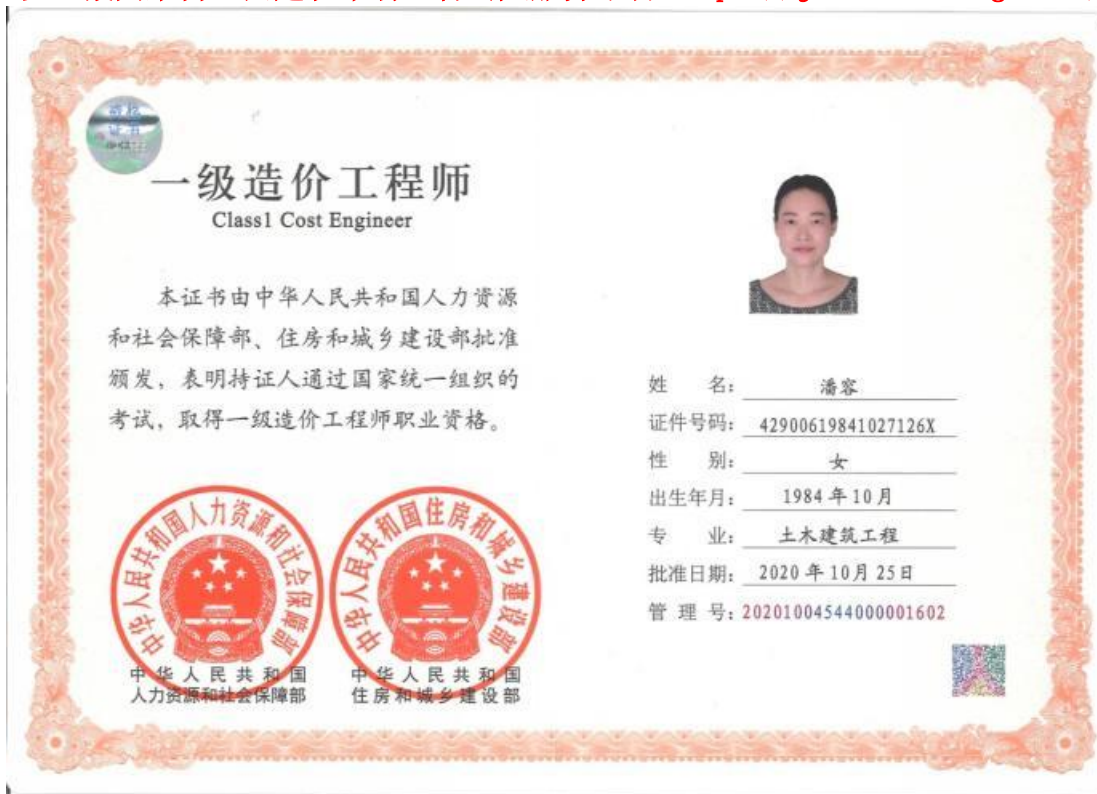 一级造价工程师
Class1 Cost Engineer
本证书由中华人民共和国人力资源
和社会保障部、住房和城乡建设部批准
颁发，表明持证人通过国家统一组织的
考试，取得一级造价工程师职业资格。
中华人民共和国人力资源和社会保障部
中华人民共和国住房和城乡建设部
中华人民共和国
人力资源和社会保障部
中华人民共和国
住房和城乡建设部
姓 名： 潘容
证件号码： 42900619841027126X
性 别： 女
出生年月： 1984年10月
专 业： 土木建筑工程
批准日期： 2020年10月25日
管 理 号：20201004544000001602